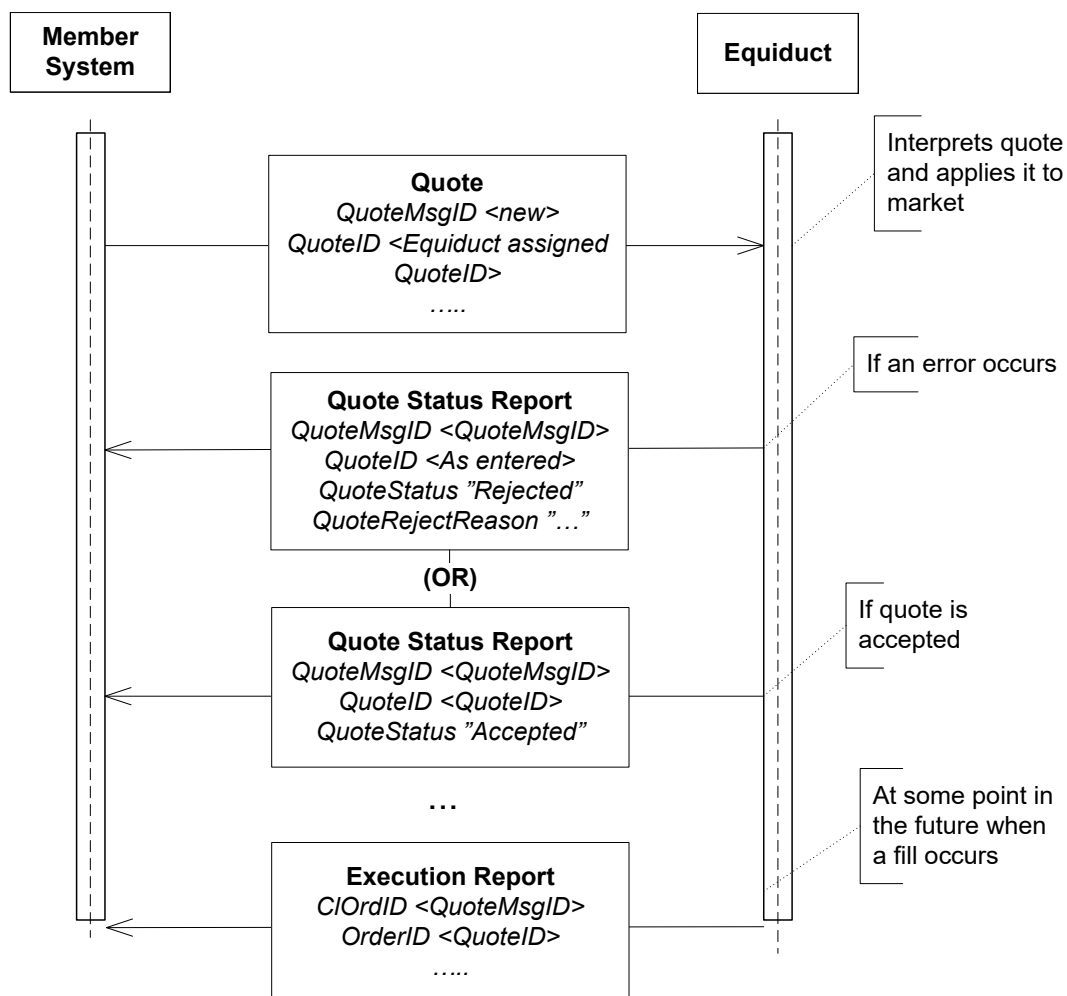 Member
System
Equiduct
Interprets quote
and applies it to
market
Quote
QuoteMsgID <new>
QuoteID <Equiduct assigned
QuoteID>
…..
If an error occurs
Quote Status Report
QuoteMsgID <QuoteMsgID>
QuoteID <As entered>
QuoteStatus ”Rejected”
QuoteRejectReason ”…”
(OR)
If quote is
accepted
Quote Status Report
QuoteMsgID <QuoteMsgID>
QuoteID <QuoteID>
QuoteStatus ”Accepted”
…
At some point in
the future when
a fill occurs
Execution Report
ClOrdID <QuoteMsgID>
OrderID <QuoteID>
…..